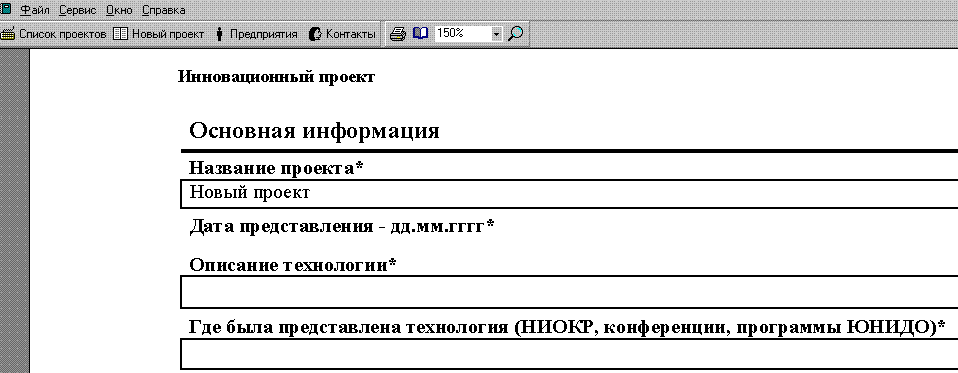 Файл Сервис Окно Справка
Список проектов Новый проект Предприятия Контакты 150%
Инновационный проект
Основная информация
Название проекта*
Новый проект
Дата представления - дд.мм.гггг*
Описание технологии*
Где была представлена технология (НИОКР, конференции, программы ЮНИДО)*